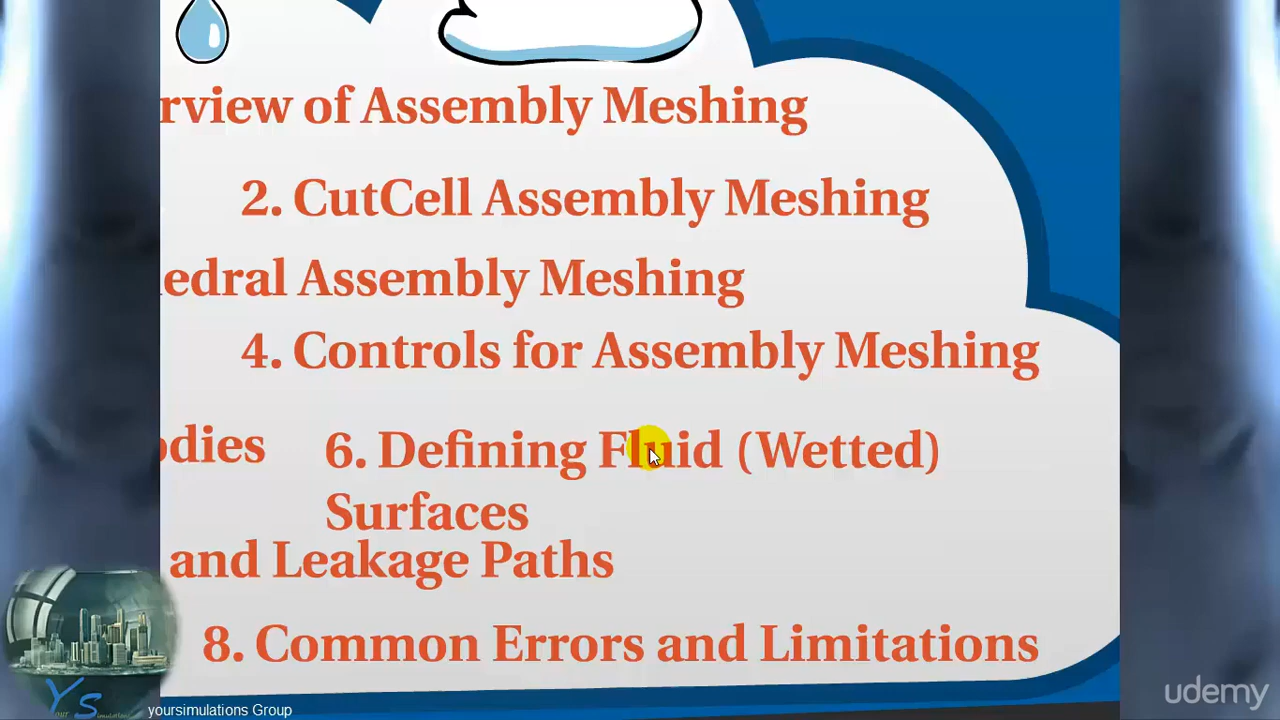 rview of Assembly Meshing
2. CutCell Assembly Meshing
edral Assembly Meshing
4. Controls for Assembly Meshing
odies
6. Defining Fluid (Wetted)
Surfaces
and Leakage Paths
8. Common Errors and Limitations
yoursimulations Group
udemy